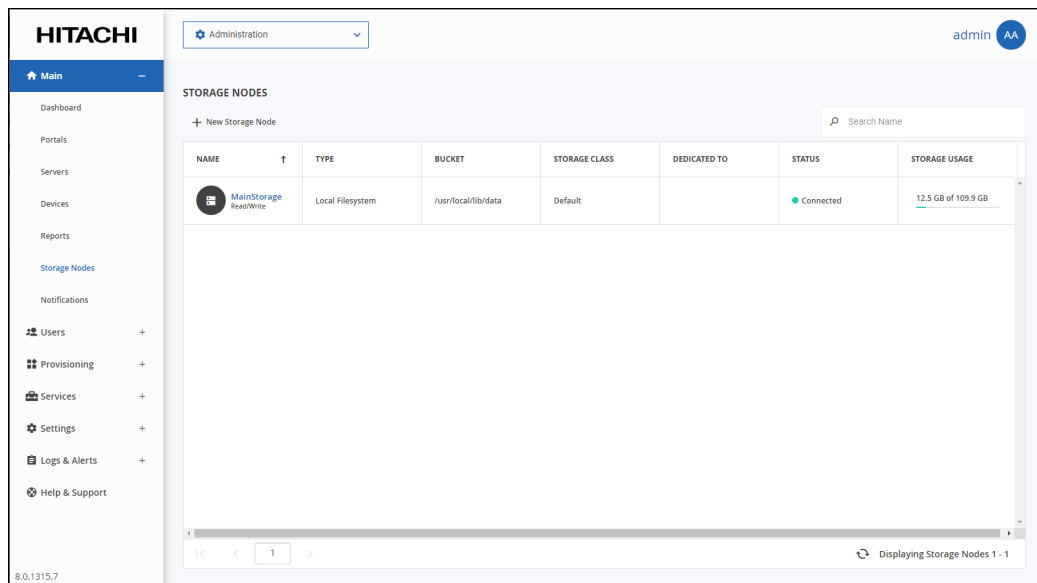 HITACHI
Administration
admin AA
Main
Dashboard
Portals
Servers
Devices
Reports
Storage Nodes
Notifications
Users
Provisioning
Services
Settings
Logs & Alerts
Help & Support
8.0.1315.7
STORAGE NODES
New Storage Node
Search Name
NAME TYPE BUCKET STORAGE CLASS DEDICATED TO STATUS STORAGE USAGE
MainStorage Local Filesystem /usr/local/lib/data Default Connected 12.5 GB of 109.9 GB
Read/Write
1
Displaying Storage Nodes 1 - 1